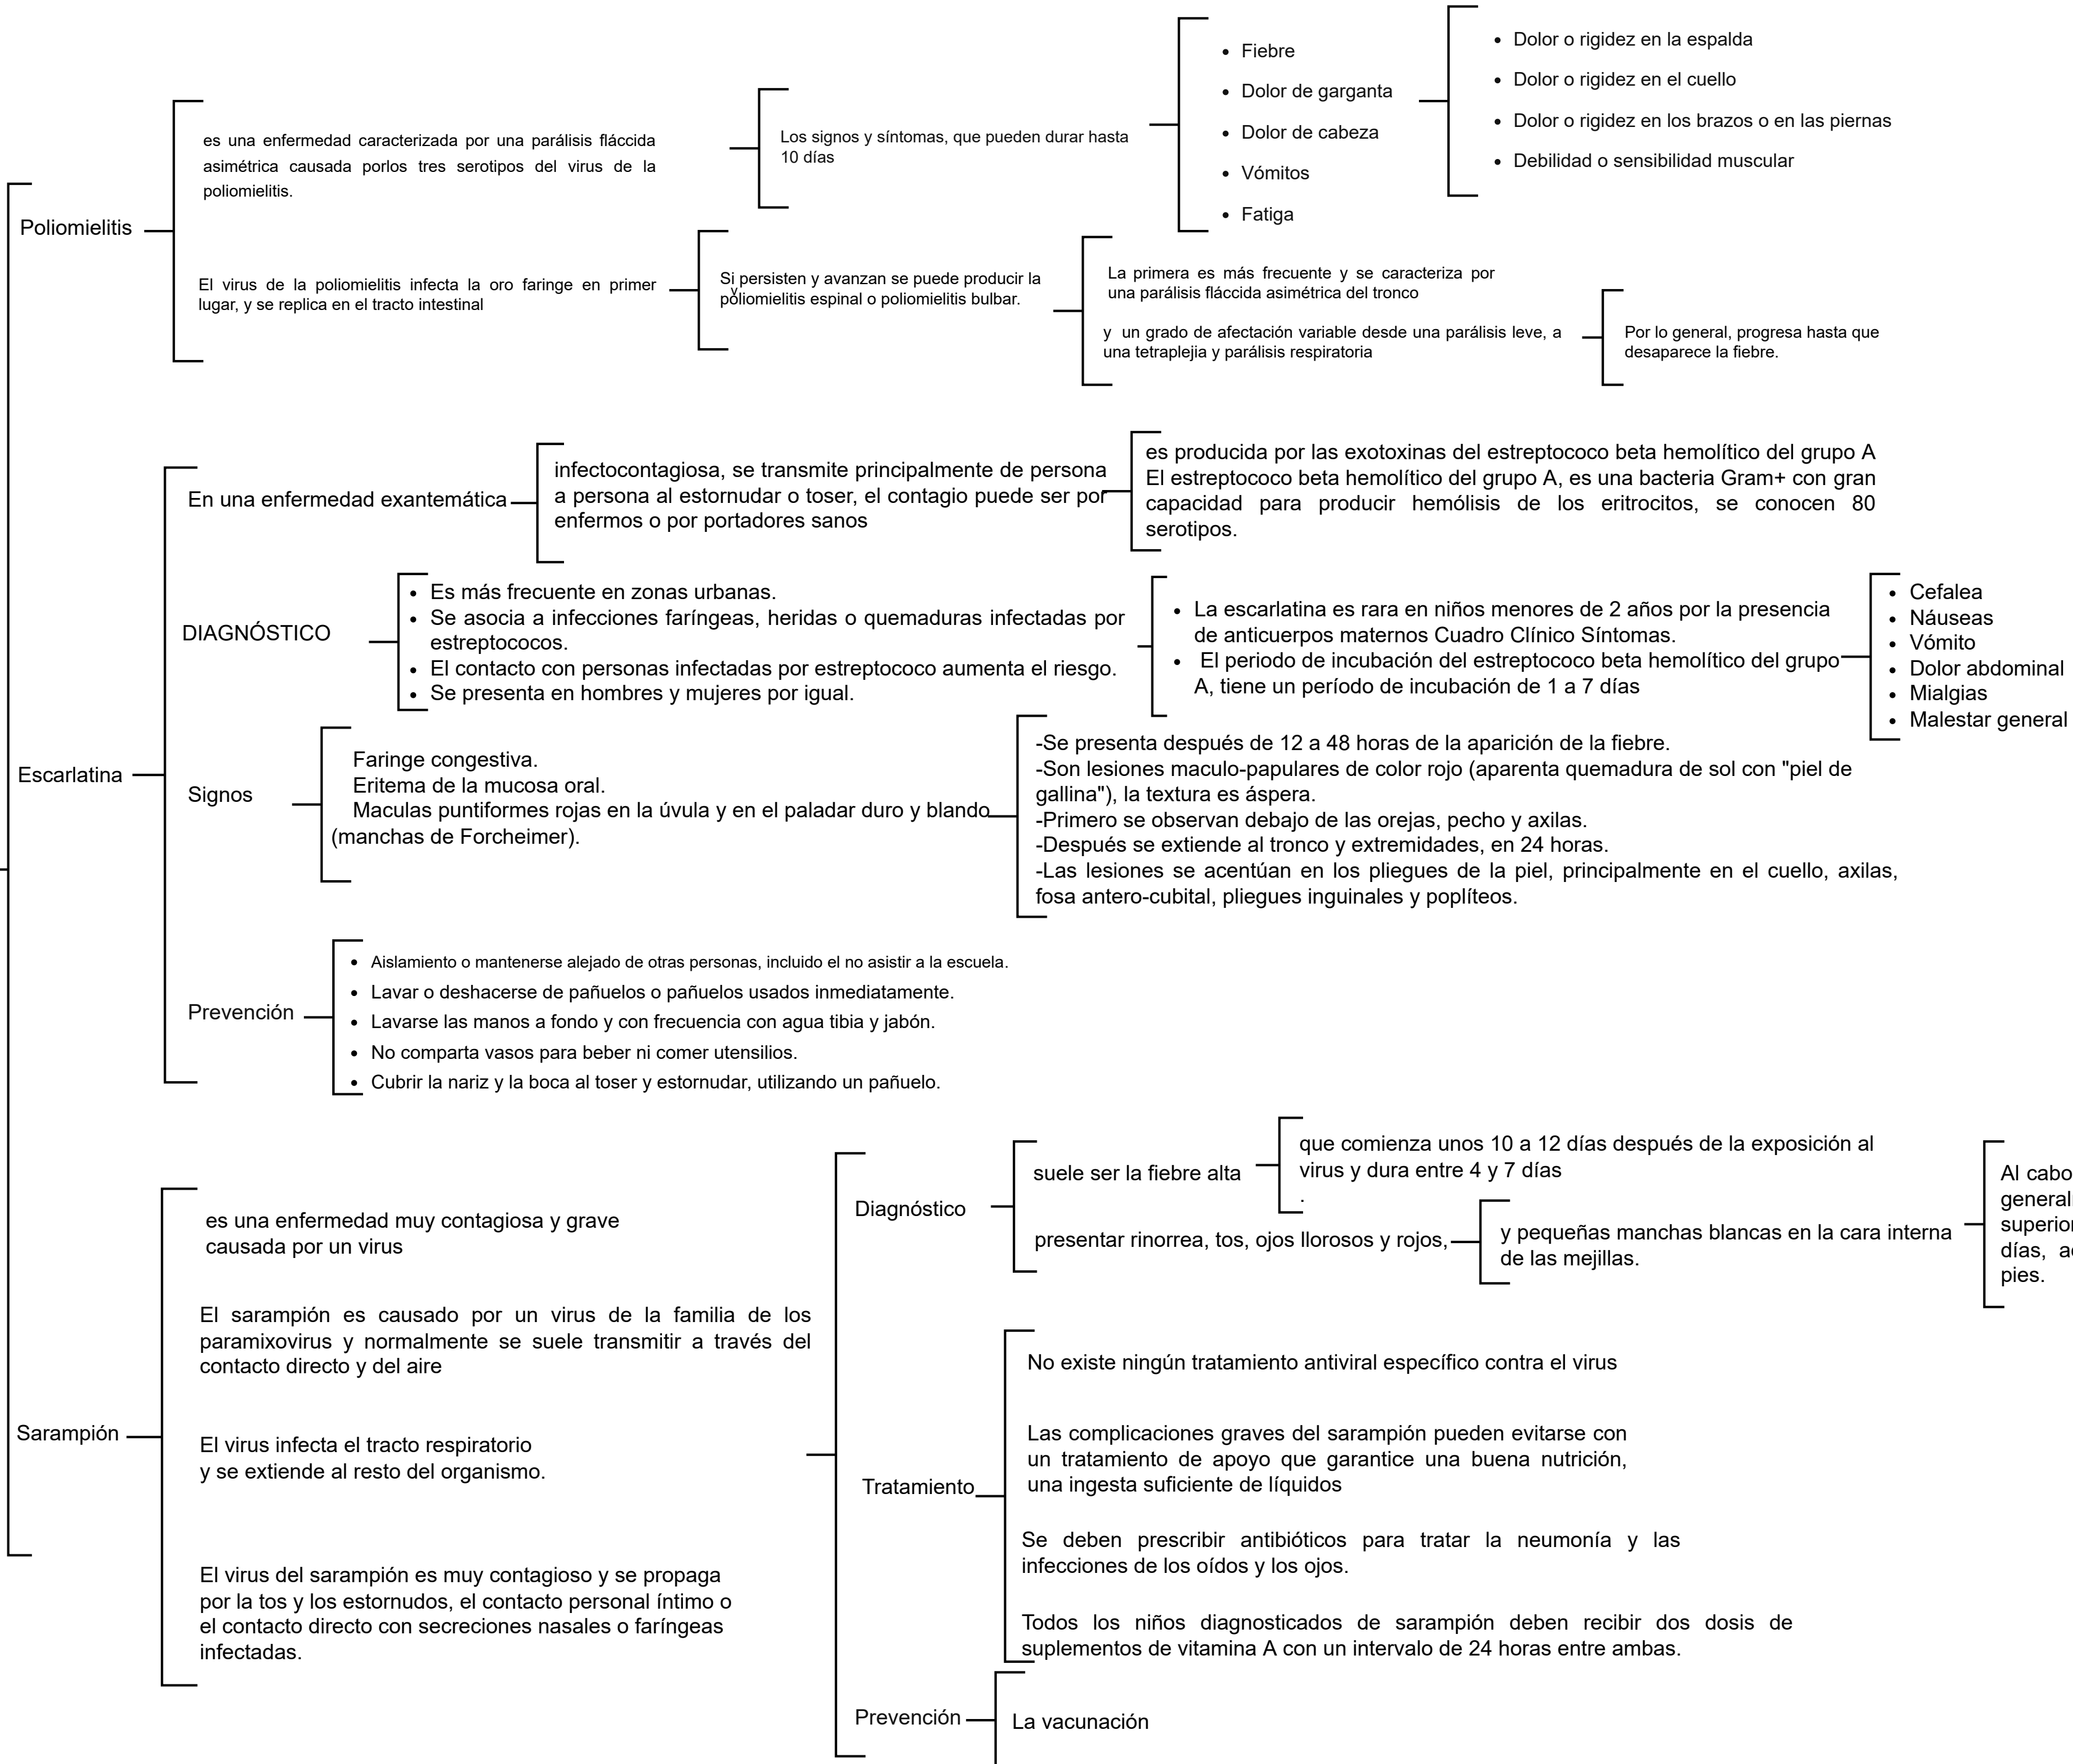 Poliomielitis
es una enfermedad caracterizada por una parálisis fláccida
asimétrica causada porlos tres serotipos del virus de la
poliomielitis.
Los signos y síntomas, que pueden durar hasta
10 días
• Fiebre
• Dolor de garganta
• Dolor de cabeza
• Vómitos
• Fatiga
• Dolor o rigidez en la espalda
• Dolor o rigidez en el cuello
• Dolor o rigidez en los brazos o en las piernas
• Debilidad o sensibilidad muscular
El virus de la poliomielitis infecta la oro faringe en primer
lugar, y se replica en el tracto intestinal
Si persisten y avanzan se puede producir la
y
poliomielitis espinal o poliomielitis bulbar.
La primera es más frecuente y se caracteriza por
una parálisis fláccida asimétrica del tronco
y un grado de afectación variable desde una parálisis leve, a
una tetraplejia y parálisis respiratoria
Por lo general, progresa hasta que
desaparece la fiebre.
Escarlatina
En una enfermedad exantemática
infectocontagiosa, se transmite principalmente de persona
a persona al estornudar o toser, el contagio puede ser por
enfermos o por portadores sanos
es producida por las exotoxinas del estreptococo beta hemolítico del grupo A
El estreptococo beta hemolítico del grupo A, es una bacteria Gram+ con gran
capacidad para producir hemólisis de los eritrocitos, se conocen 80
serotipos.
DIAGNÓSTICO
• Es más frecuente en zonas urbanas.
• Se asocia a infecciones faríngeas, heridas o quemaduras infectadas por
estreptococos.
• El contacto con personas infectadas por estreptococo aumenta el riesgo.
• Se presenta en hombres y mujeres por igual.
• La escarlatina es rara en niños menores de 2 años por la presencia
de anticuerpos maternos Cuadro Clínico Síntomas.
• El periodo de incubación del estreptococo beta hemolítico del grupo
A, tiene un período de incubación de 1 a 7 días
• Cefalea
• Náuseas
• Vómito
• Dolor abdominal
• Mialgias
• Malestar general
Signos
Faringe congestiva.
Eritema de la mucosa oral.
Maculas puntiformes rojas en la úvula y en el paladar duro y blando
(manchas de Forcheimer).
-Se presenta después de 12 a 48 horas de la aparición de la fiebre.
-Son lesiones maculo-papulares de color rojo (aparenta quemadura de sol con "piel de
gallina"), la textura es áspera.
-Primero se observan debajo de las orejas, pecho y axilas.
-Después se extiende al tronco y extremidades, en 24 horas.
-Las lesiones se acentúan en los pliegues de la piel, principalmente en el cuello, axilas,
fosa antero-cubital, pliegues inguinales y poplíteos.
Prevención
• Aislamiento o mantenerse alejado de otras personas, incluido el no asistir a la escuela.
• Lavar o deshacerse de pañuelos o pañuelos usados inmediatamente.
• Lavarse las manos a fondo y con frecuencia con agua tibia y jabón.
• No comparta vasos para beber ni comer utensilios.
• Cubrir la nariz y la boca al toser y estornudar, utilizando un pañuelo.
Sarampión
es una enfermedad muy contagiosa y grave
causada por un virus
El sarampión es causado por un virus de la familia de los
paramixovirus y normalmente se suele transmitir a través del
contacto directo y del aire
El virus infecta el tracto respiratorio
y se extiende al resto del organismo.
El virus del sarampión es muy contagioso y se propaga
por la tos y los estornudos, el contacto personal íntimo o
el contacto directo con secreciones nasales o faríngeas
infectadas.
Diagnóstico
suele ser la fiebre alta
que comienza unos 10 a 12 días después de la exposición al
virus y dura entre 4 y 7 días
.
presentar rinorrea, tos, ojos llorosos y rojos,
y pequeñas manchas blancas en la cara interna
de las mejillas.
Al cabo
días,
pies.
Tratamiento
No existe ningún tratamiento antiviral específico contra el virus
Las complicaciones graves del sarampión pueden evitarse con
un tratamiento de apoyo que garantice una buena nutrición,
una ingesta suficiente de líquidos
Se deben prescribir antibióticos para tratar la neumonía y las
infecciones de los oídos y los ojos.
Todos los niños diagnosticados de sarampión deben recibir dos dosis de
suplementos de vitamina A con un intervalo de 24 horas entre ambas.
Prevención
La vacunación